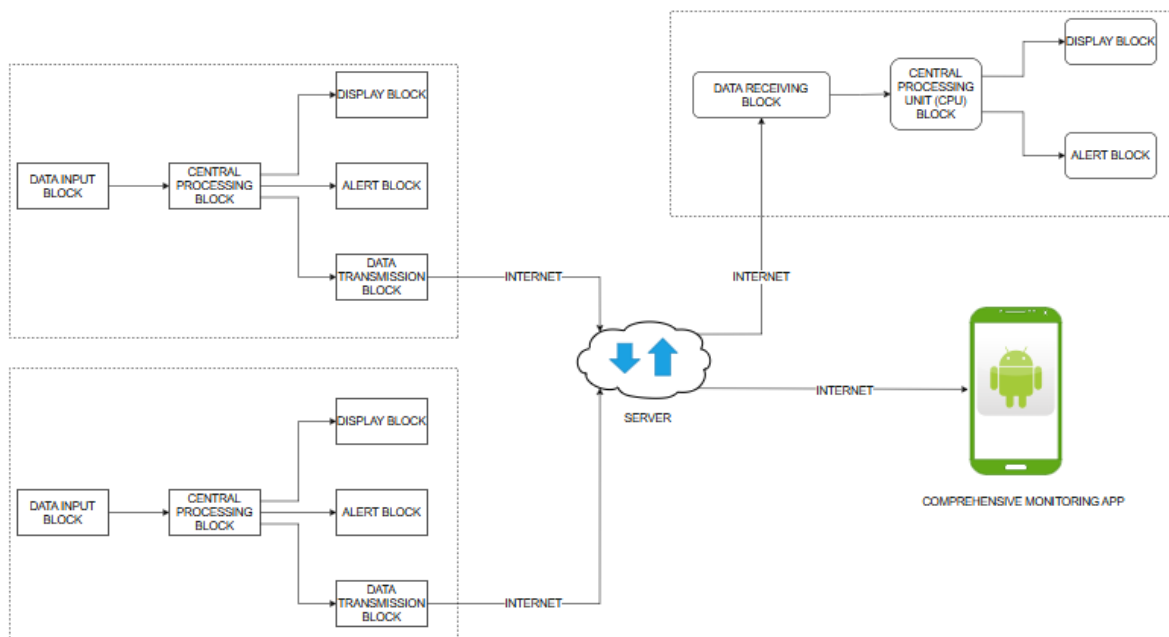 DISPLAY BLOCK
DATA RECEIVING
BLOCK
CENTRAL
PROCESSING
UNIT (CPU)
BLOCK
ALERT BLOCK
DISPLAY BLOCK
DATA INPUT
BLOCK
CENTRAL
PROCESSING
BLOCK
ALERT BLOCK
DATA
TRANSMISSION
BLOCK
INTERNET
INTERNET
SERVER
INTERNET
COMPREHENSIVE MONITORING APP
DISPLAY BLOCK
DATA INPUT
BLOCK
CENTRAL
PROCESSING
BLOCK
ALERT BLOCK
DATA
TRANSMISSION
BLOCK
INTERNET